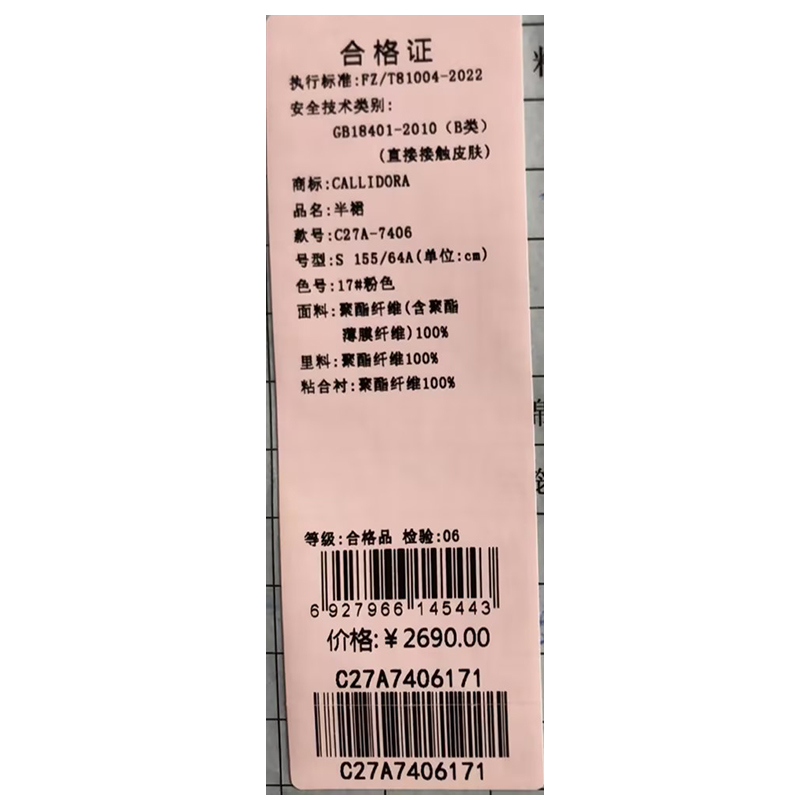 合格证
执行标准:FZ/T81004-2022
安全技术类别:
GB18401-2010（B类）
(直接接触皮肤)
商标:CALLIDORA
品名:半裙
款号:C27A-7406
号型:S 155/64A(单位:cm)
色号:17#粉色
面料:聚酯纤维(含聚酯
薄膜纤维)100%
里料:聚酯纤维100%
粘合衬:聚酯纤维100%
等级:合格品 检验:06
6 927966 145443
价格:¥2690.00
C27A7406171
C27A7406171